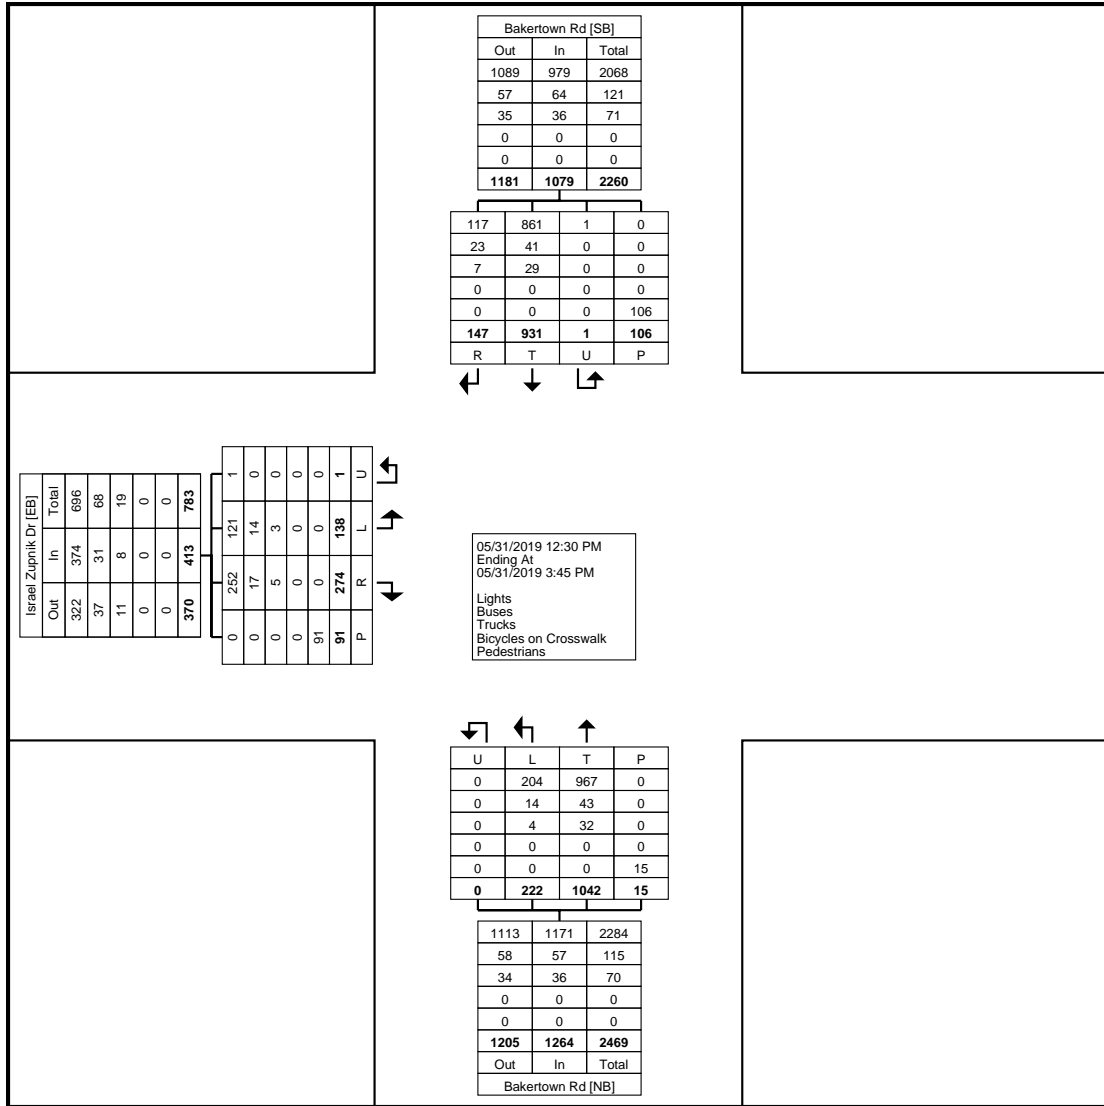 Bakertown Rd [SB]
Out In Total
1089 979 2068
57 64 121
35 36 71
0 0 0
0 0 0
1181 1079 2260
117 861 1 0
23 41 0 0
7 29 0 0
0 0 0 0
0 0 0 106
147 931 1 106
R T U P
Israel Zupnik Dr [EB]
Out In Total
322 374 696
37 31 68
11 8 19
0 0 0
0 0 0
370 413 783
0 252 121 1
0 17 14 0
0 5 3 0
0 0 0 0
91 0 0 0
91 274 138 1
P R L U
05/31/2019 12:30 PM
Ending At
05/31/2019 3:45 PM
Lights
Buses
Trucks
Bicycles on Crosswalk
Pedestrians
U L T P
0 204 967 0
0 14 43 0
0 4 32 0
0 0 0 0
0 0 0 15
0 222 1042 15
1113 1171 2284
58 57 115
34 36 70
0 0 0
0 0 0
1205 1264 2469
Out In Total
Bakertown Rd [NB]